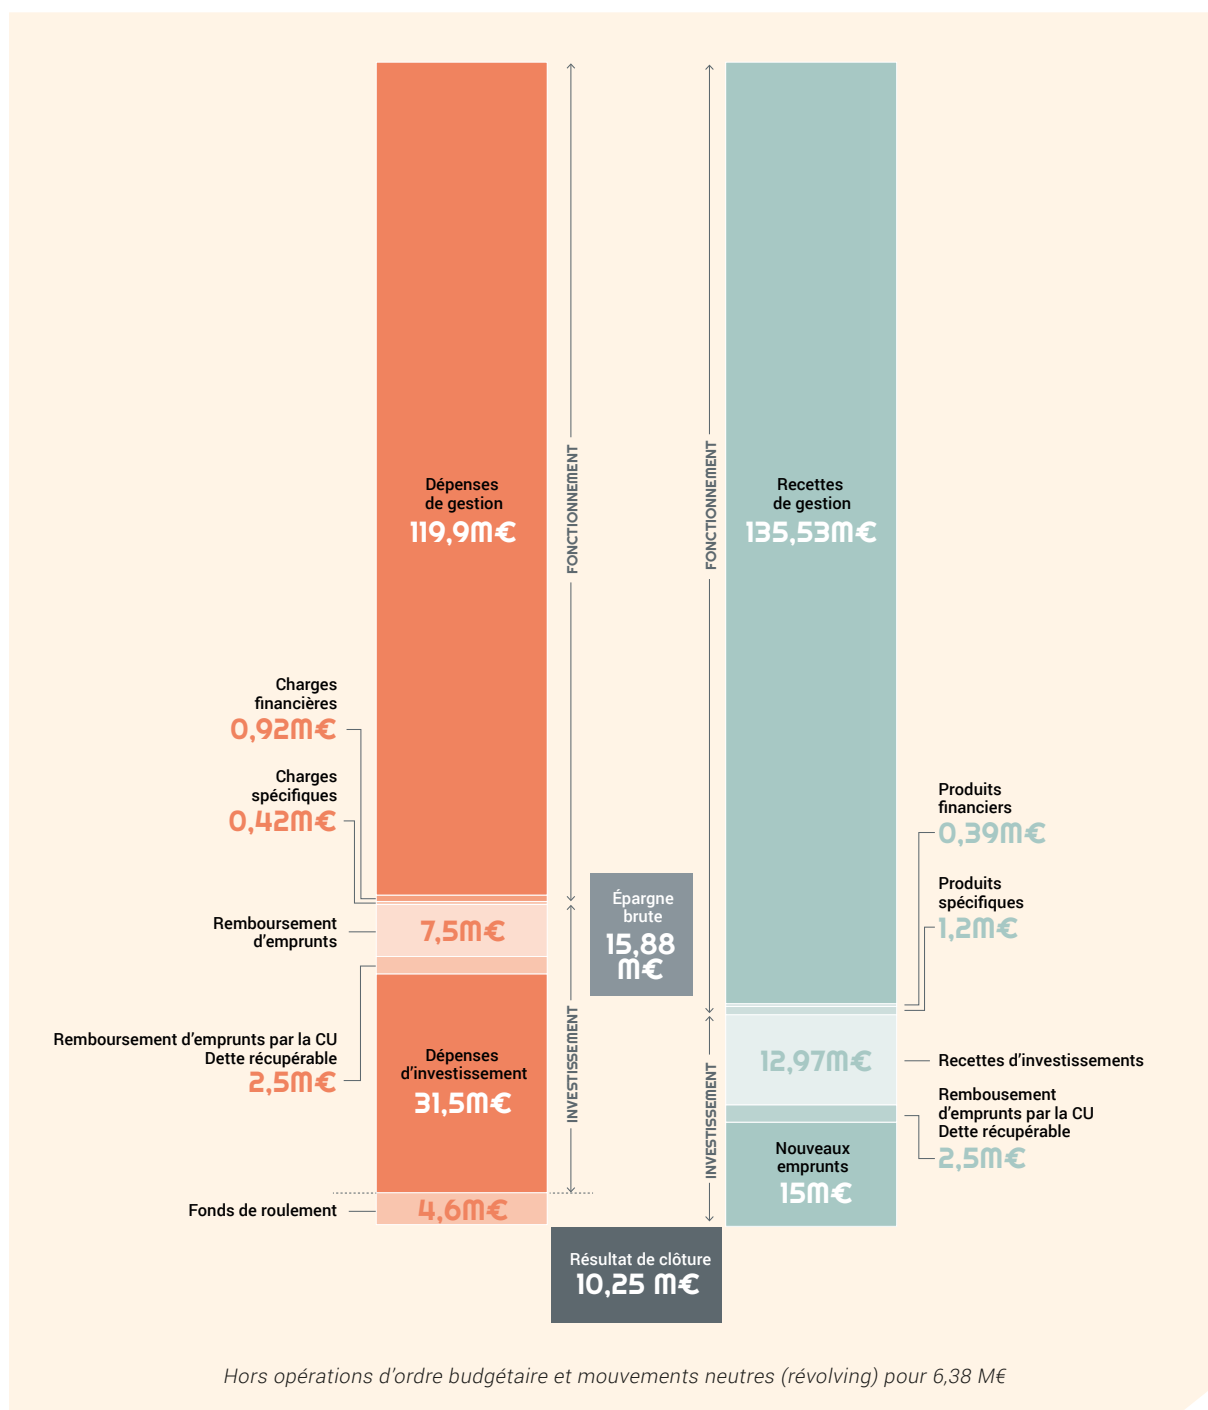 Dépenses
de gestion
119,9M€
FONCTIONNEMENT
FONCTIONNEMENT
Recettes
de gestion
135,53M€
Charges
financières
0,92M€
Charges
spécifiques
0,42M€
Remboursement
d’emprunts
7,5M€
Remboursement d’emprunts par la CU
Dette récupérable
2,5M€
Dépenses
d’investissement
31,5M€
INVESTISSEMENT
Fonds de roulement
4,6M€
Épargne
brute
15,88
M€
INVESTISSEMENT
Produits
financiers
0,39M€
Produits
spécifiques
1,2M€
12,97M€
Recettes d’investissements
Rembousement
d’emprunts par la CU
Dette récupérable
2,5M€
Nouveaux
emprunts
15M€
Résultat de clôture
10,25 M€
Hors opérations d’ordre budgétaire et mouvements neutres (révolving) pour 6,38 M€